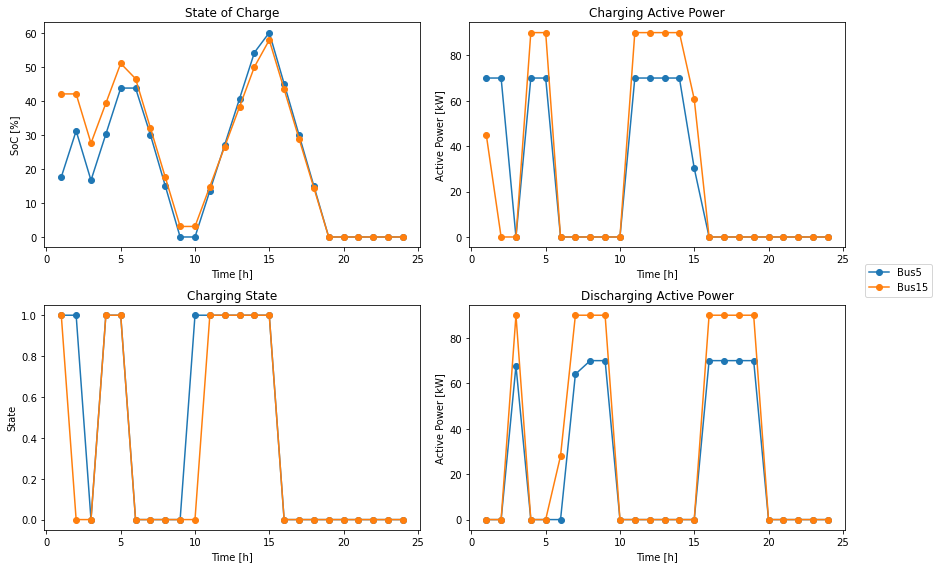 State of Charge
SoC [%]
60
50
40
30
20
10
0
0 5 10 15 20 25
Time [h]
Charging Active Power
Active Power [kW]
80
60
40
20
0
0 5 10 15 20 25
Time [h]
Bus5
Bus15
Charging State
State
1.0
0.8
0.6
0.4
0.2
0.0
0 5 10 15 20 25
Time [h]
Discharging Active Power
Active Power [kW]
80
60
40
20
0
0 5 10 15 20 25
Time [h]